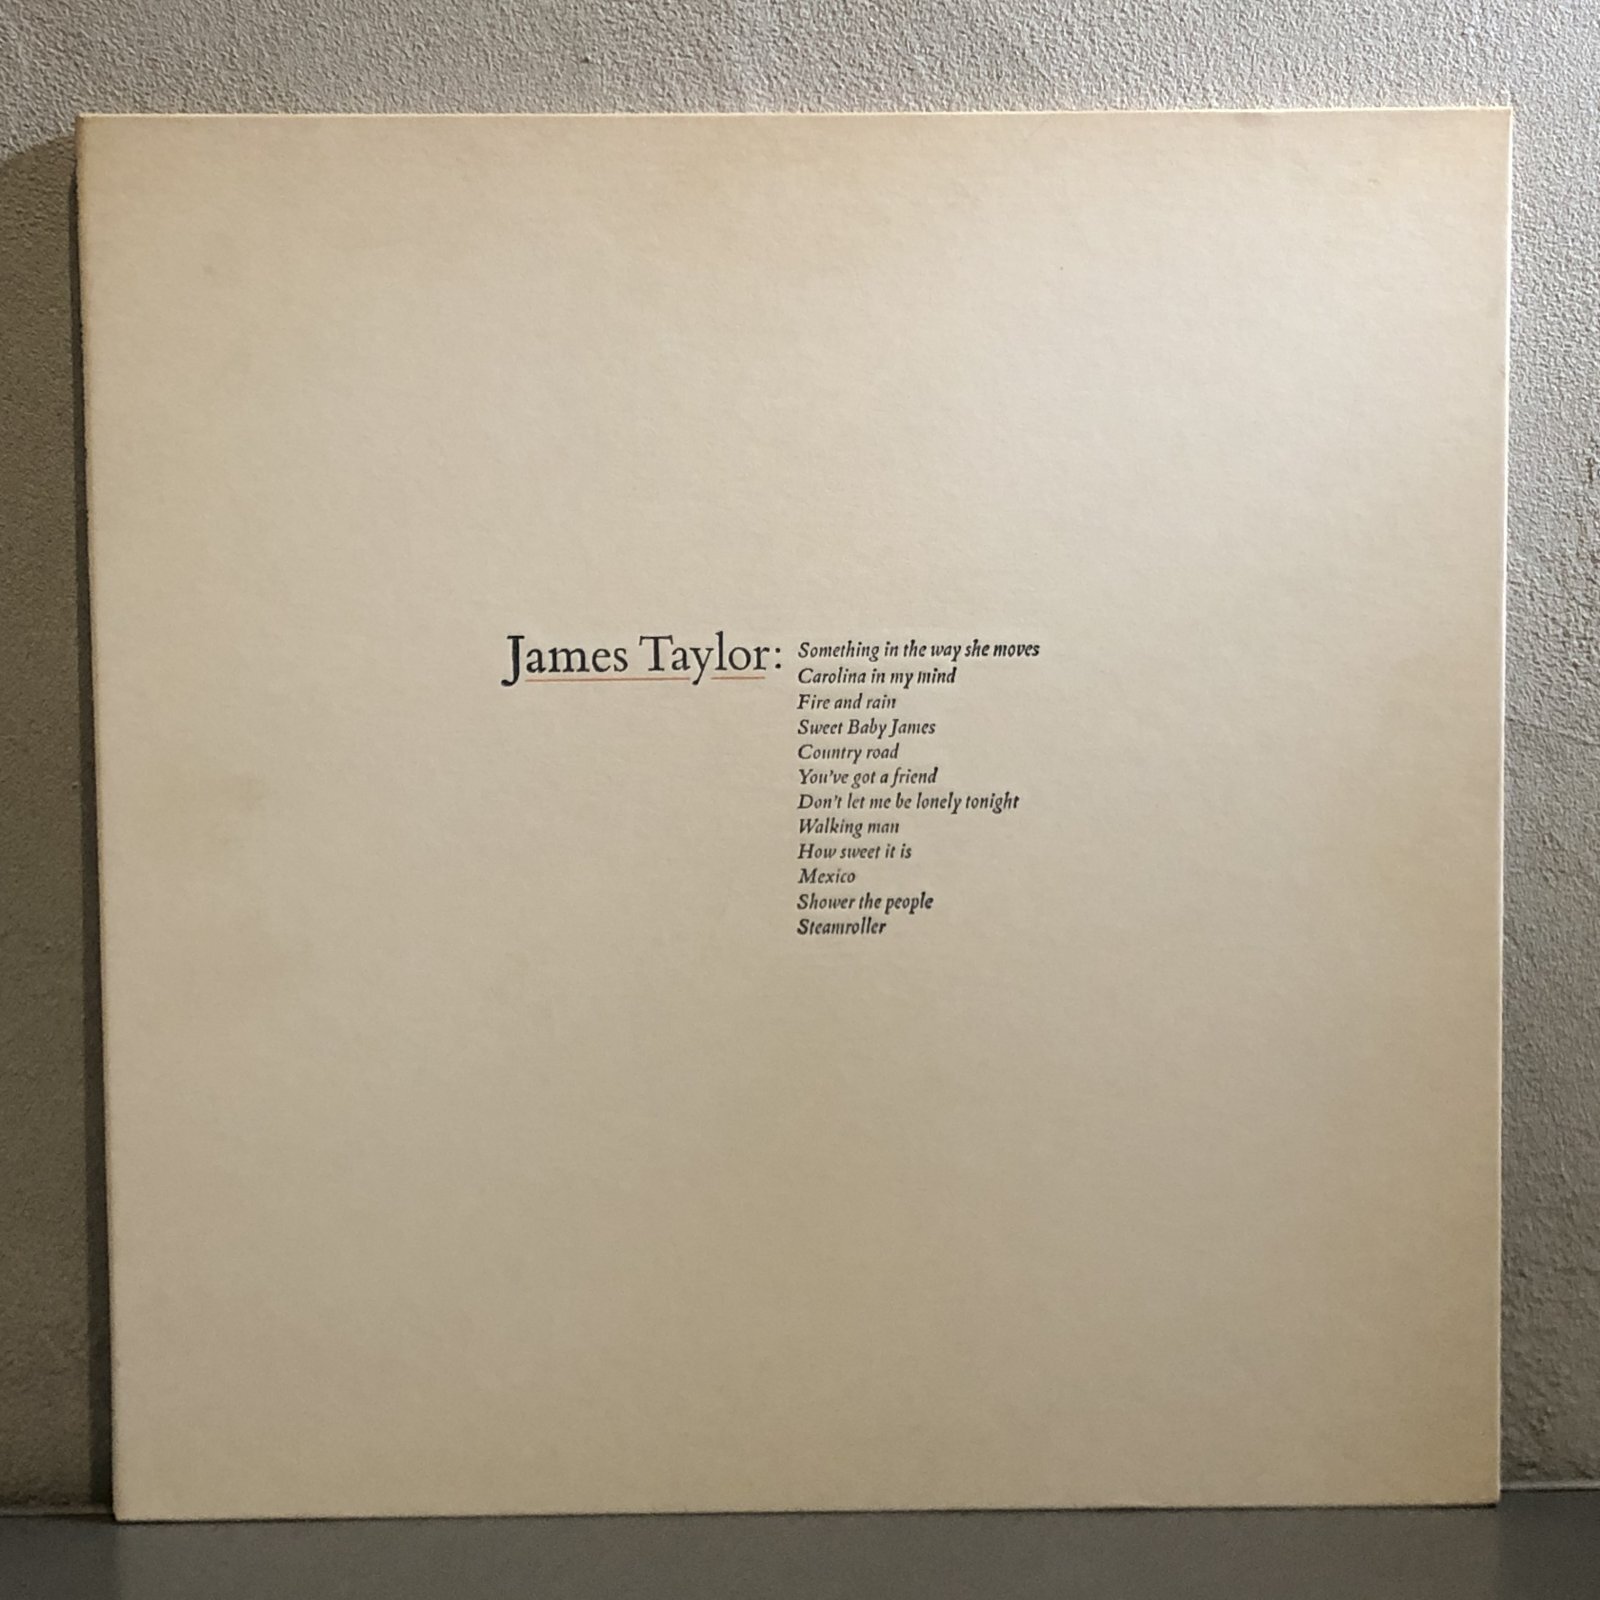 James Taylor: Something in the way she moves
Carolina in my mind
Fire and rain
Sweet Baby James
Country road
You've got a friend
Don't let me be lonely tonight
Walking man
How sweet it is
Mexico
Shower the people
Steamroller